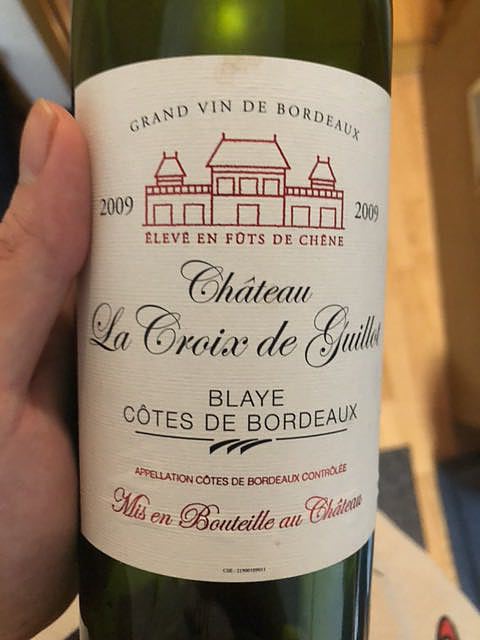 GRAND VIN DE BORDEAUX
2009 2009
ÉLEVÉ EN FÛTS DE CHÊNE
Château
La Croix de Guillot
BLAYE
CÔTES DE BORDEAUX
APPELLATION CÔTES DE BORDEAUX CONTRÔLÉE
Mis en Bouteille au Château